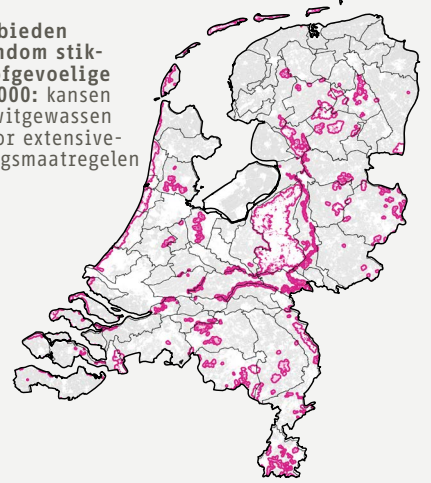 bieden
ndom stik-
fgevoelige
000: kansen
witgewassen
or extensive-
gsmaatregelen